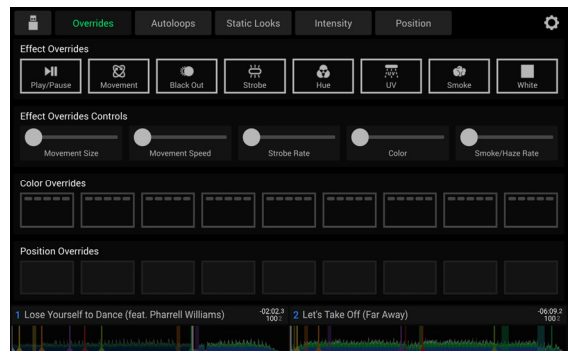 Overrides Autoloops Static Looks Intensity Position
Effect Overrides
Play/Pause Movement Black Out Strobe Hue UV Smoke White
Effect Overrides Controls
Movement Size Movement Speed Strobe Rate Color Smoke/Haze Rate
Color Overrides
Position Overrides
1 Lose Yourself to Dance (feat. Pharrell Williams) -02:02.3 2 Let's Take Off (Far Away) -06:09.2
100 2 100 2